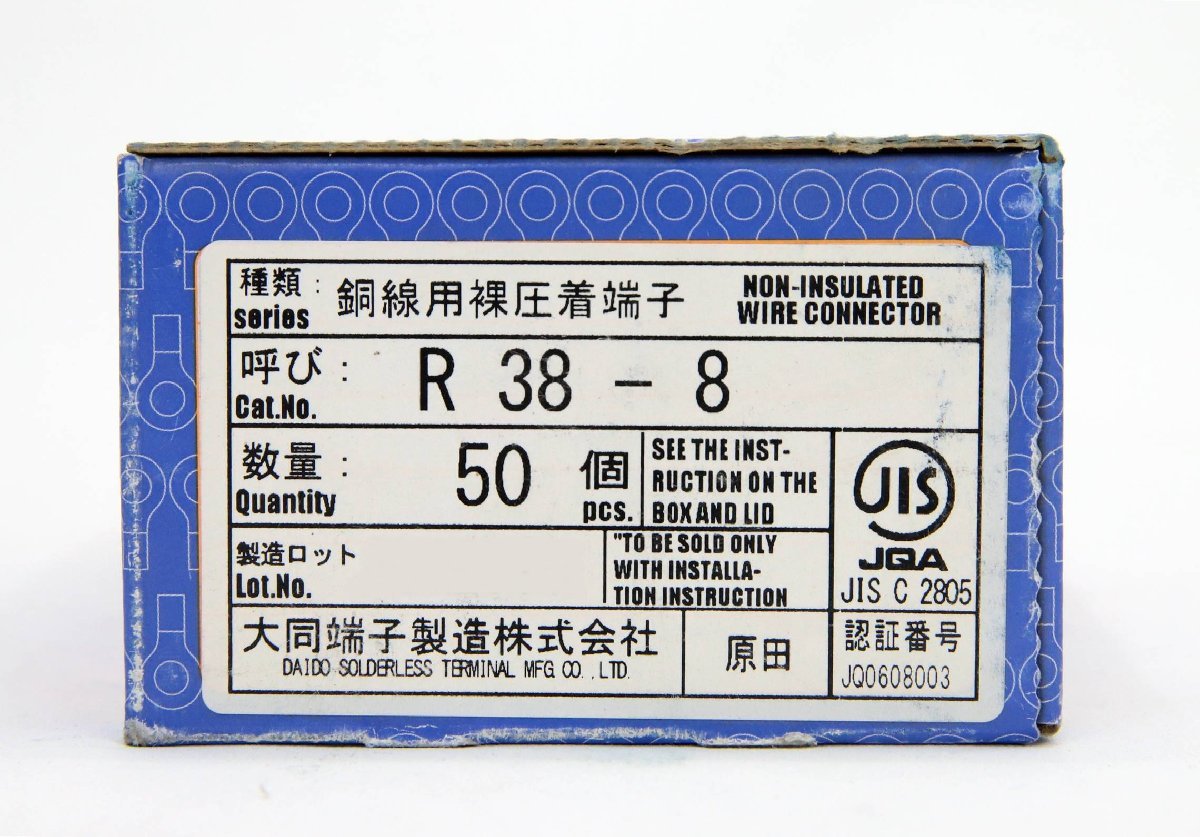 種類: 銅線用裸圧着端子 NON-INSULATED
series WIRE CONNECTOR
呼び: R 38 - 8
Cat.No.
数量: 50 個
Quantity pcs.
SEE THE INST-
RUCTION ON THE
BOX AND LID
JIS
JQA
JIS C 2805
製造ロット
Lot.No.
"TO BE SOLD ONLY
WITH INSTALLA-
TION INSTRUCTION
大同端子製造株式会社
DAIDO SOLDERLESS TERMINAL MFG. CO.,LTD.
原田
認証番号
JQ0608003